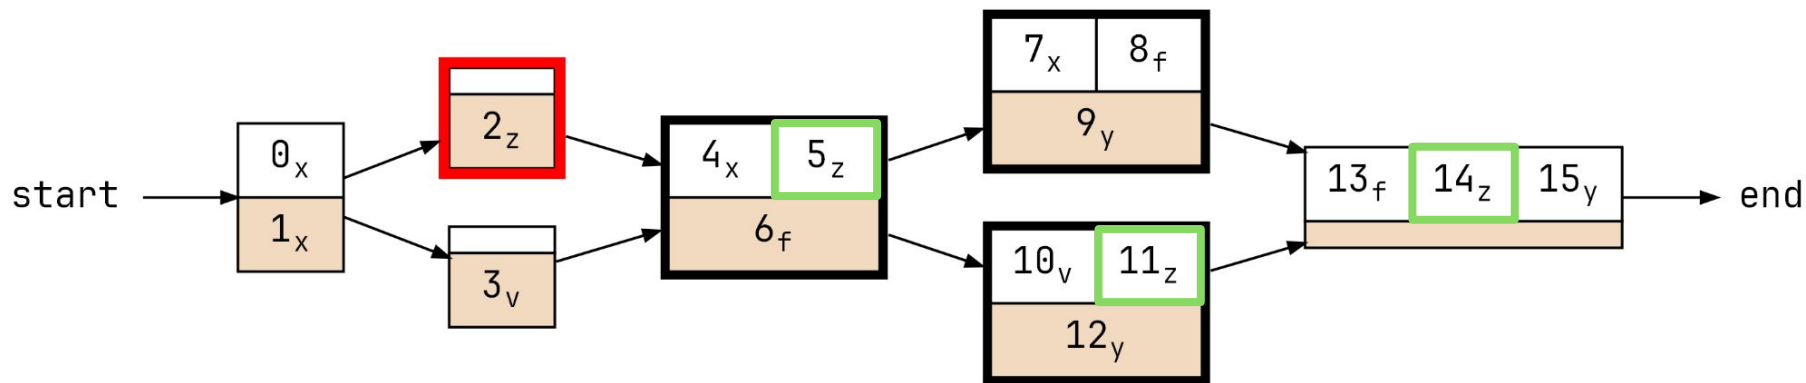 start
0x
1x
2z
3v
4x 5z
6f
7x 8f
9y
10v 11z
12y
13f 14z 15y
end